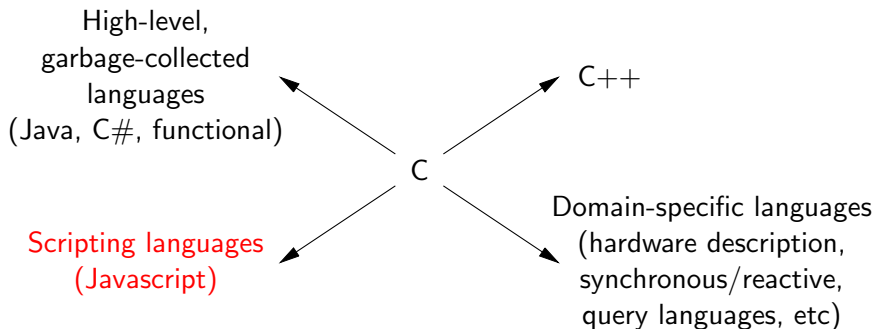 High-level,
garbage-collected
languages
(Java, C#, functional)
C++
C
Scripting languages
(Javascript)
Domain-specific languages
(hardware description,
synchronous/reactive,
query languages, etc)